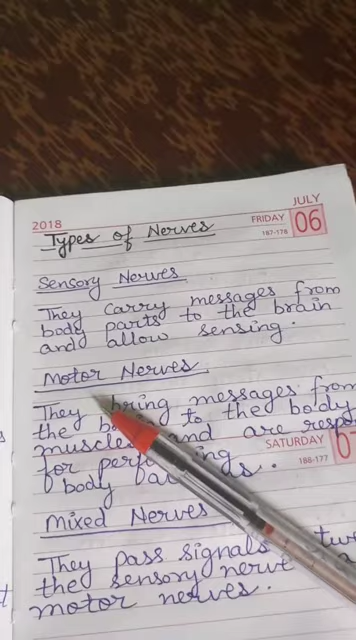 JULY
2018 FRIDAY 06
187-178
Types of Nerves
Sensory Nerves
They carry messages from
body parts to the brain
and allow sensing.
Motor Nerves
They bring messages from
the to the body
muscles and are
SATURDAY
188-177
for
body
Mixed Nerves
They pass signals
the sensory nerve
motor nerves.